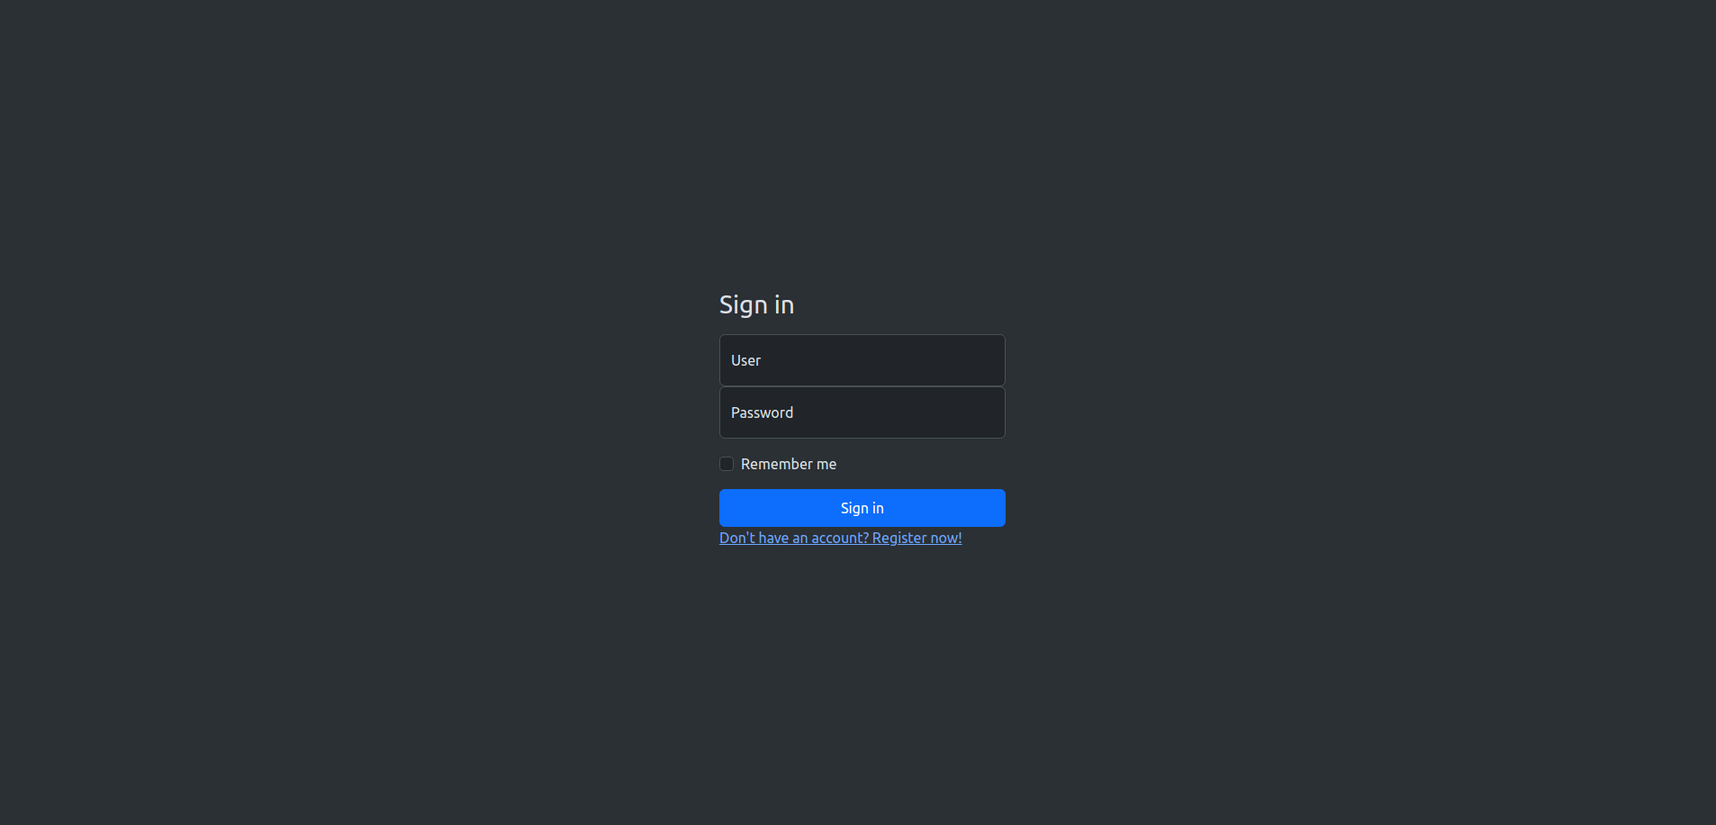 Sign in
User
Password
Remember me
Sign in
Don't have an account? Register now!